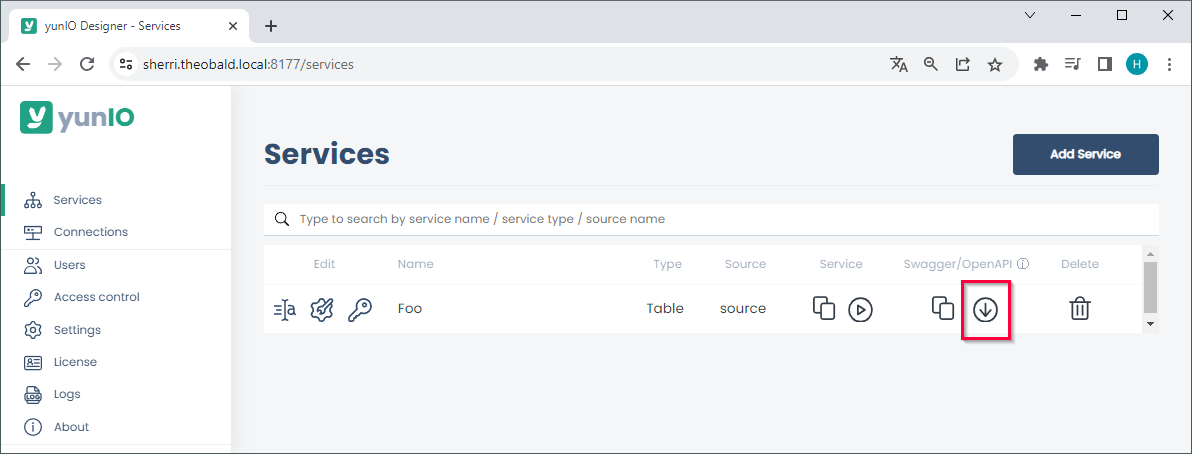 yunIO Designer - Services
sherri.theobald.local:8177/services
H
yunIO
Services
Add Service
Services
Connections
Users
Access control
Settings
License
LOG
Logs
About
Type to search by service name / service type / source name
Edit Name Type Source Service Swagger/OpenAPI Delete
Foo Table source